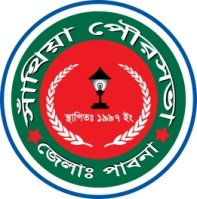 সাঁথিয়া পৌরসভা
স্থাপিতঃ ১৯৯৭ ইং
জেলাঃ পাবনা